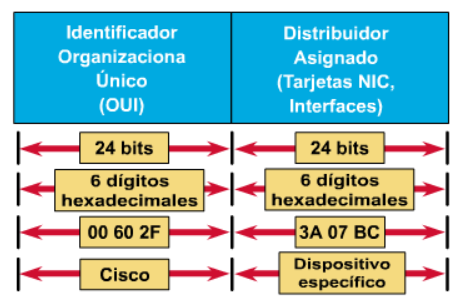 Identificador
Organizaciona
Único
(OUI)
Distribuidor
Asignado
(Tarjetas NIC,
Interfaces)
24 bits
24 bits
6 dígitos
hexadecimales
6 dígitos
hexadecimales
00 60 2F
3A 07 BC
Cisco
Dispositivo
específico